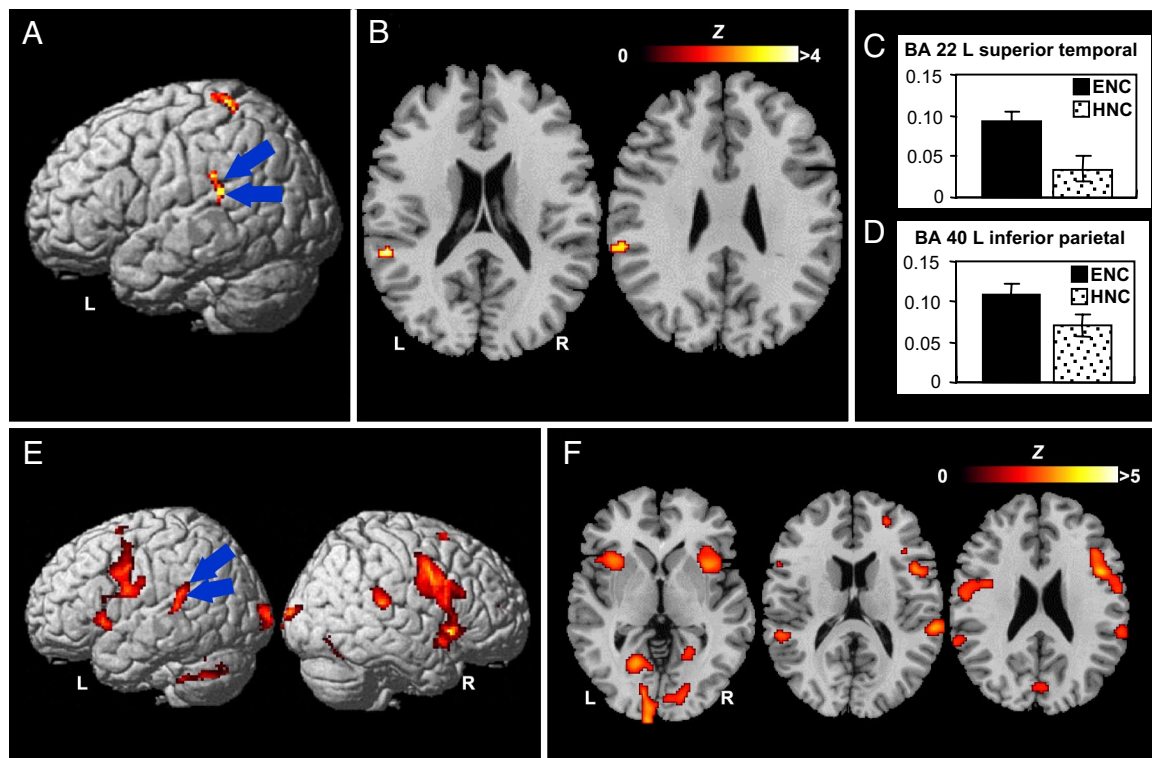 A
L
B
Z
0
>4
L
R
C
BA 22 L superior temporal
0.15
0.10
0.05
0
ENC
HNC
D
BA 40 L inferior parietal
0.15
0.10
0.05
0
ENC
HNC
E
L
R
F
Z
0
>5
L
R